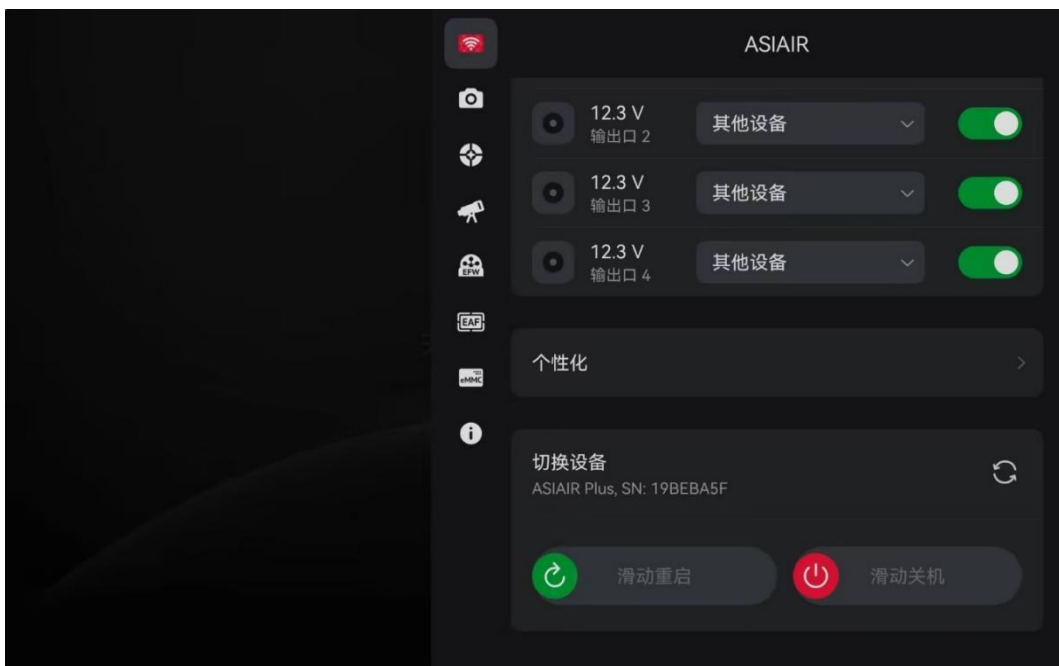 ASIAIR
12.3 V
输出口 2
其他设备
12.3 V
输出口 3
其他设备
12.3 V
输出口 4
其他设备
EFW
EAF
eMMC
个性化
切换设备
ASIAIR Plus, SN: 19BEBA5F
滑动重启
滑动关机